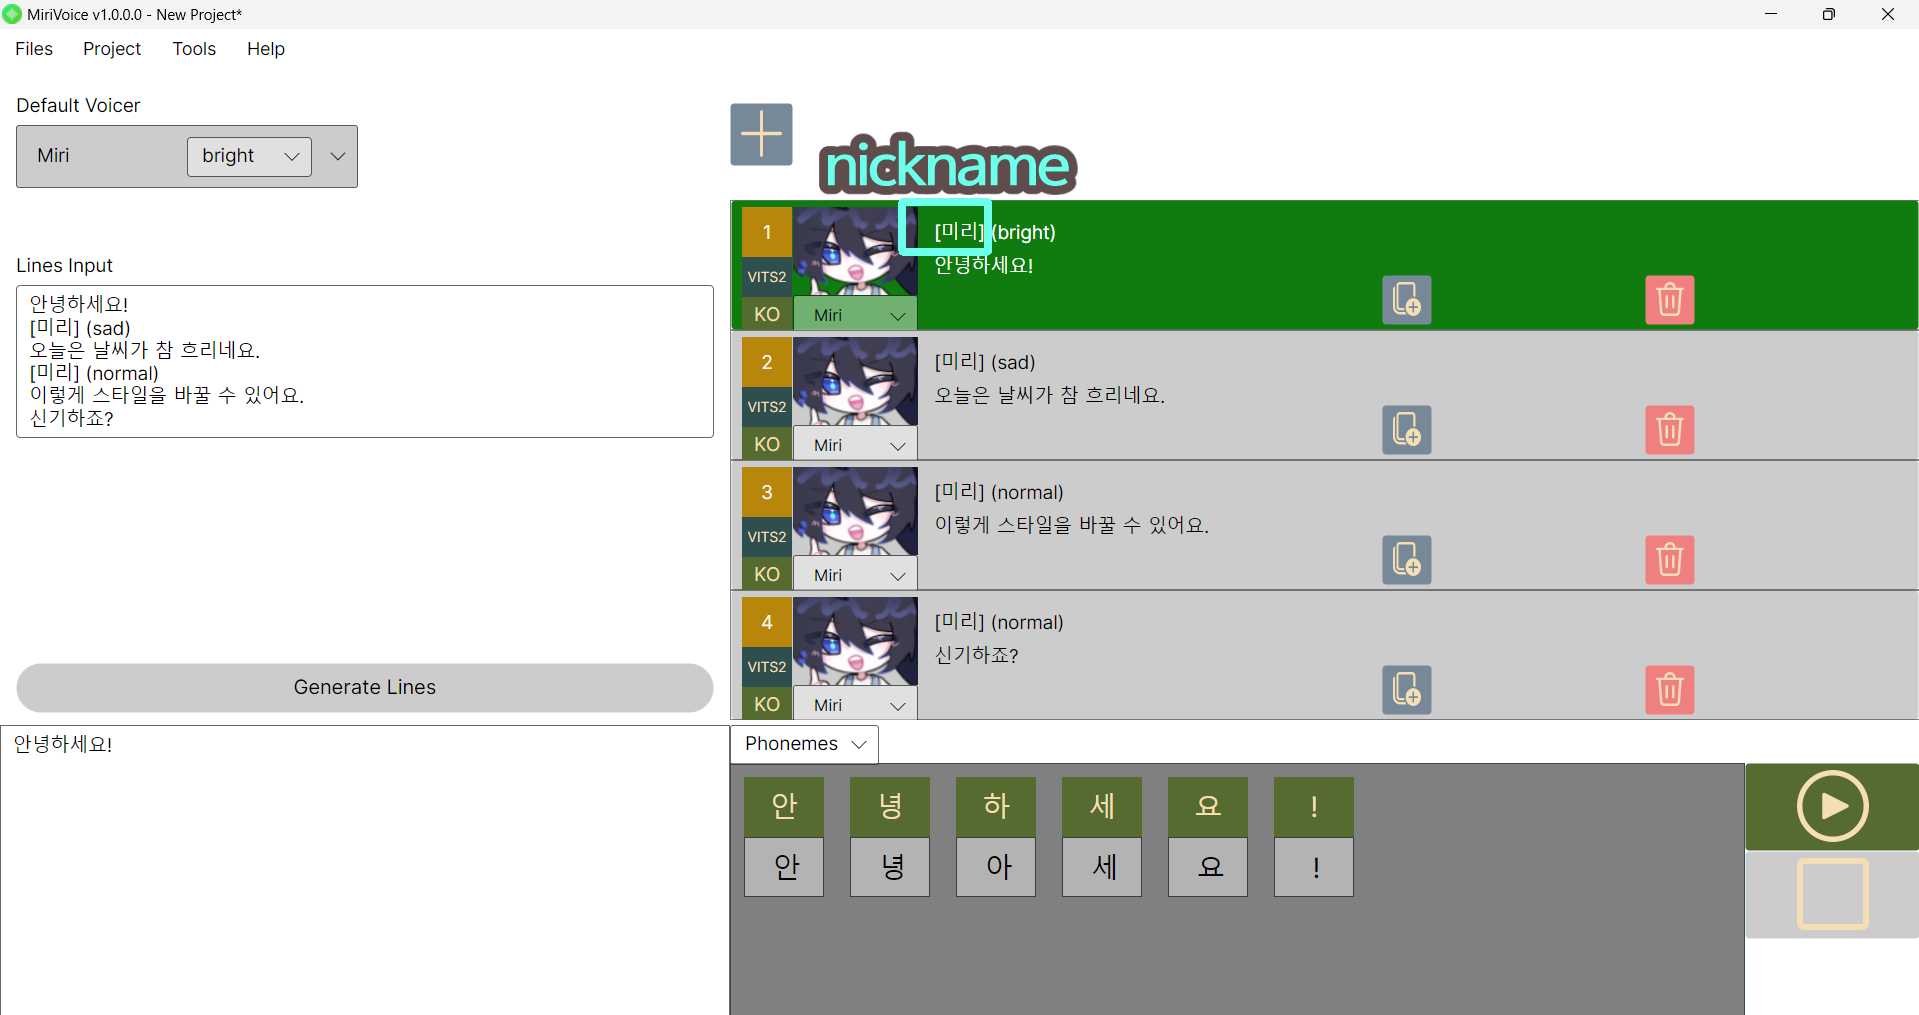 MiriVoice v1.0.0.0 - New Project*
Files Project Tools Help
Default Voicer
Miri bright
Lines Input
안녕하세요!
[미리] (sad)
오늘은 날씨가 참 흐리네요.
[미리] (normal)
이렇게 스타일을 바꿀 수 있어요.
신기하죠?
Generate Lines
안녕하세요!
nickname
1
VITS2
KO
Miri
[미리] (bright)
안녕하세요!
2
VITS2
KO
Miri
[미리] (sad)
오늘은 날씨가 참 흐리네요.
3
VITS2
KO
Miri
[미리] (normal)
이렇게 스타일을 바꿀 수 있어요.
4
VITS2
KO
Miri
[미리] (normal)
신기하죠?
Phonemes
안 녕 하 세 요 !
안 녕 아 세 요 !